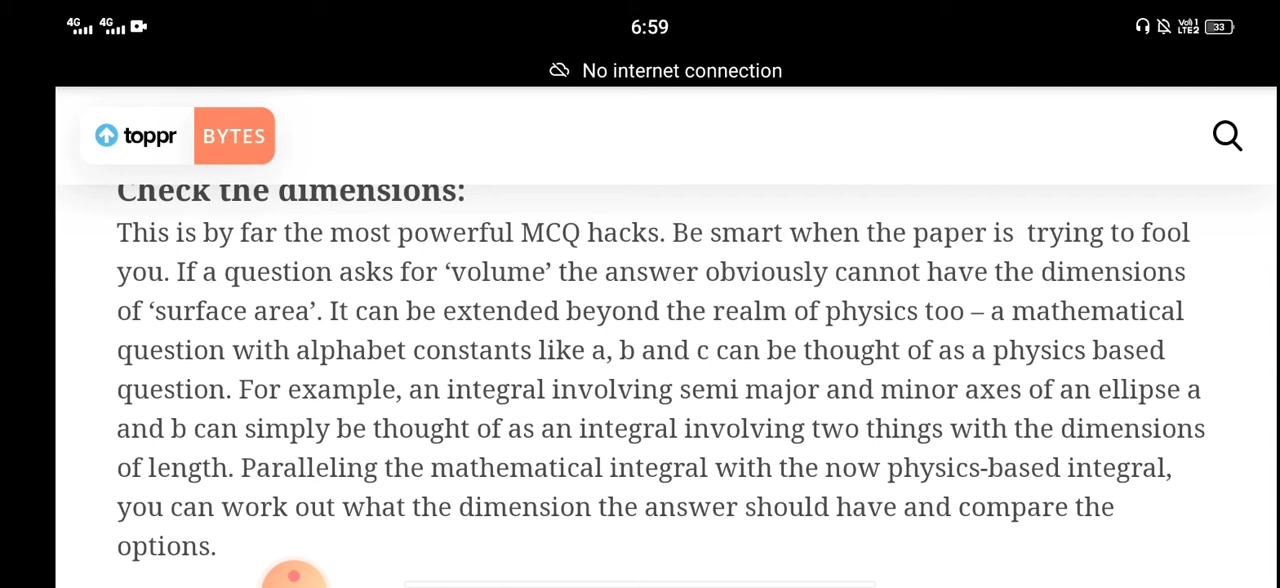 4G 4G 6:59 Vo) 1 LTE2 33
No internet connection
toppr BYTES
Check the dimensions:
This is by far the most powerful MCQ hacks. Be smart when the paper is trying to fool
you. If a question asks for ‘volume’ the answer obviously cannot have the dimensions
of ‘surface area’. It can be extended beyond the realm of physics too – a mathematical
question with alphabet constants like a, b and c can be thought of as a physics based
question. For example, an integral involving semi major and minor axes of an ellipse a
and b can simply be thought of as an integral involving two things with the dimensions
of length. Paralleling the mathematical integral with the now physics-based integral,
you can work out what the dimension the answer should have and compare the
options.